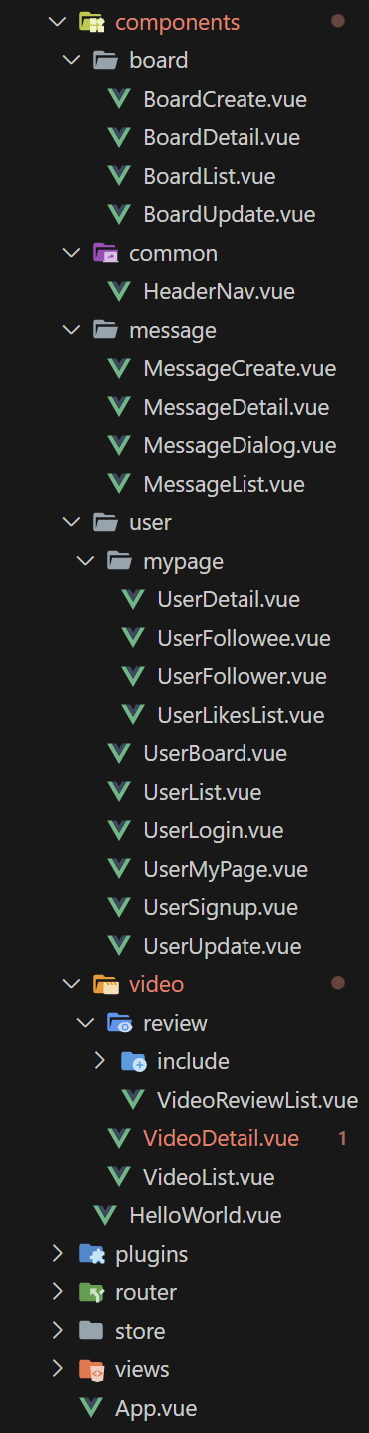 components
board
BoardCreate.vue
BoardDetail.vue
BoardList.vue
BoardUpdate.vue
common
HeaderNav.vue
message
MessageCreate.vue
MessageDetail.vue
MessageDialog.vue
MessageList.vue
user
mypage
UserDetail.vue
UserFollowee.vue
UserFollower.vue
UserLikesList.vue
UserBoard.vue
UserList.vue
UserLogin.vue
UserMyPage.vue
UserSignup.vue
UserUpdate.vue
video
review
include
VideoReviewList.vue
VideoDetail.vue 1
VideoList.vue
HelloWorld.vue
plugins
router
store
views
App.vue